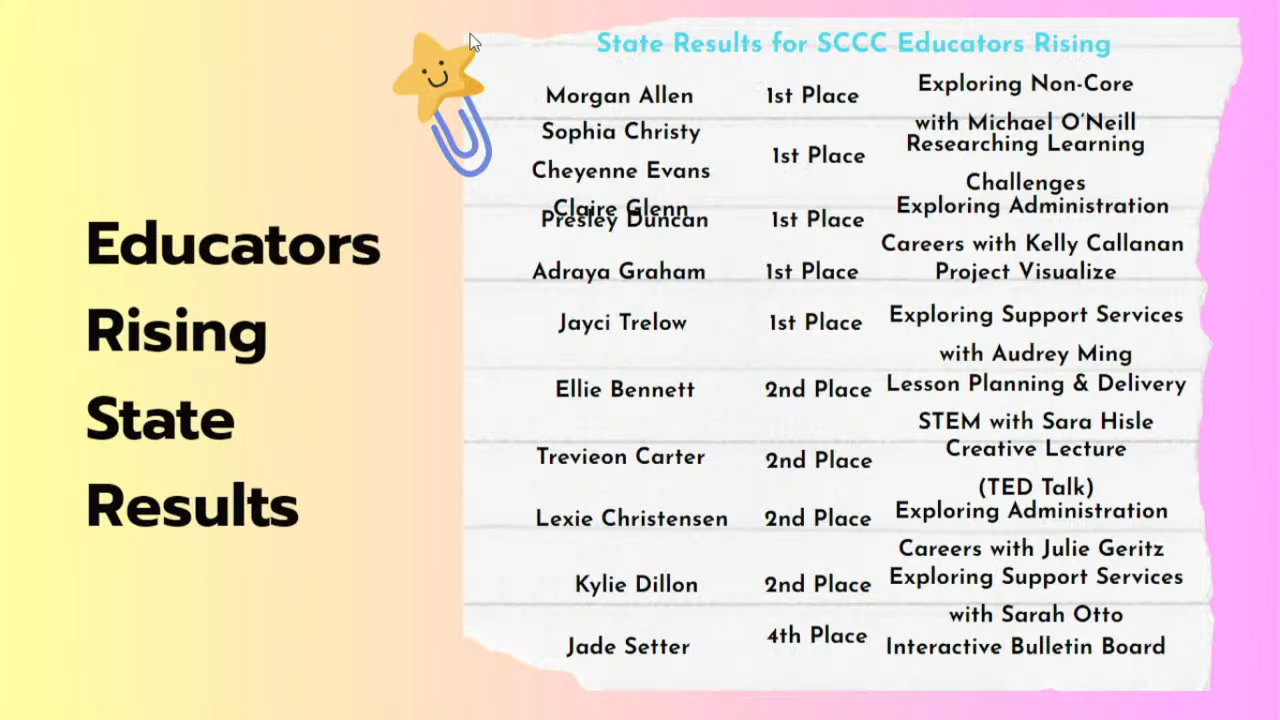 Educators
Rising
State
Results
State Results for SCCC Educators Rising
Morgan Allen 1st Place Exploring Non-Core
with Michael O'Neill
Sophia Christy
Cheyenne Evans
Claire Glenn
1st Place
Researching Learning
Challenges
Presley Duncan 1st Place Exploring Administration
Careers with Kelly Callanan
Adraya Graham 1st Place Project Visualize
Jayci Trelow 1st Place Exploring Support Services
with Audrey Ming
Ellie Bennett 2nd Place Lesson Planning & Delivery
STEM with Sara Hisle
Trevieon Carter 2nd Place Creative Lecture
(TED Talk)
Lexie Christensen 2nd Place Exploring Administration
Careers with Julie Geritz
Kylie Dillon 2nd Place Exploring Support Services
with Sarah Otto
Jade Setter 4th Place Interactive Bulletin Board